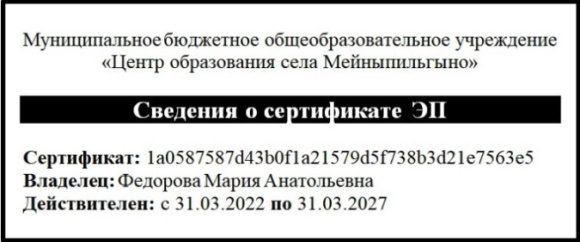 Муниципальное бюджетное общеобразовательное учреждение
«Центр образования села Мейныпильгыно»
Сведения о сертификате ЭП
Сертификат: 1a0587587d43b0f1a21579d5f738b3d21e7563e5
Владелец: Федорова Мария Анатольевна
Действителен: с 31.03.2022 по 31.03.2027